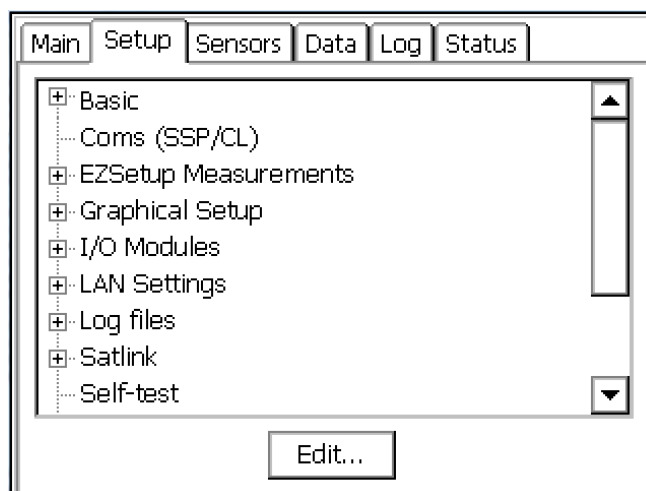 Main Setup Sensors Data Log Status
Basic
Coms (SSP/CL)
EZSetup Measurements
Graphical Setup
I/O Modules
LAN Settings
Log files
Satlink
Self-test
Edit...